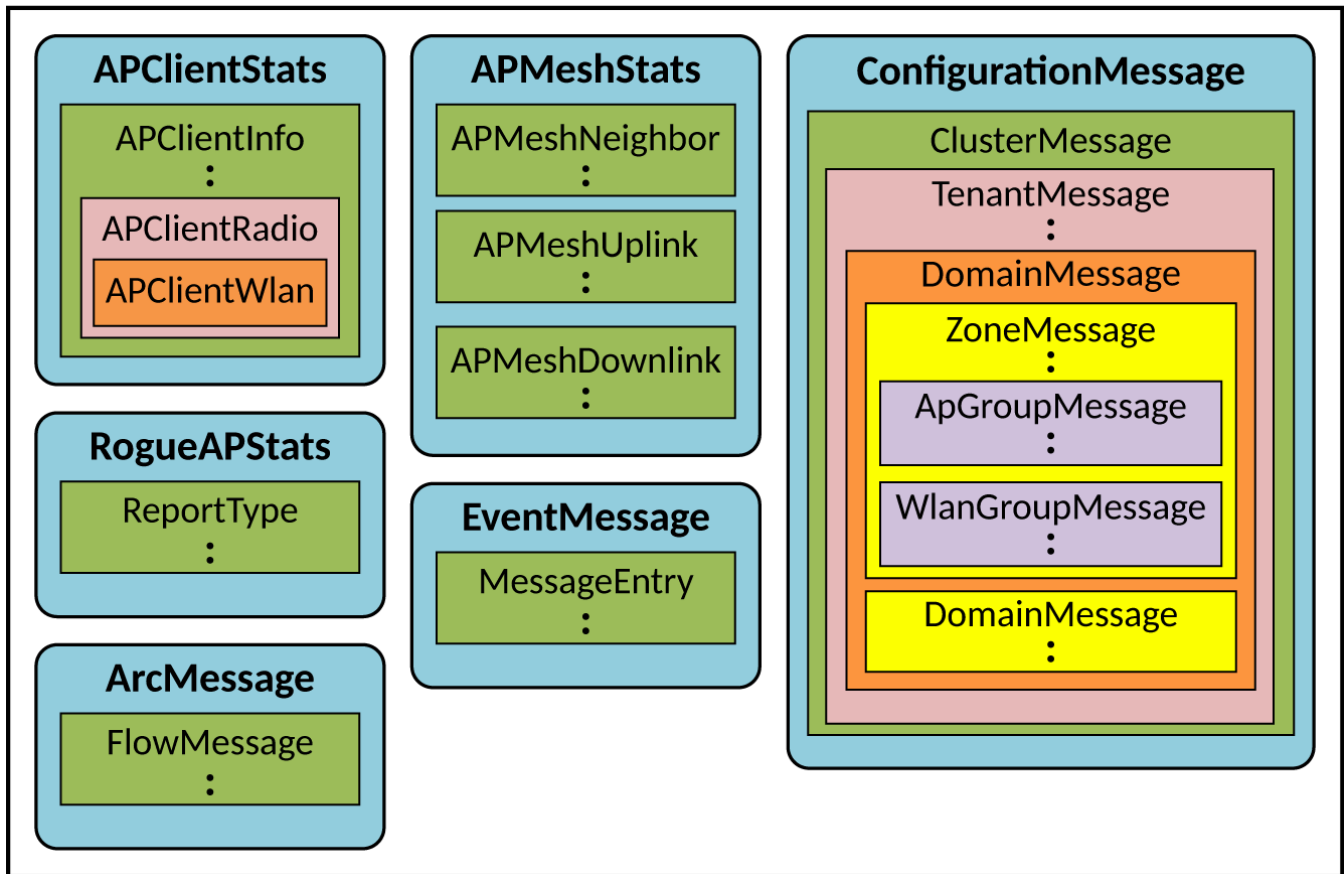 APClientStats
APClientInfo
:
APClientRadio
APClientWlan
RogueAPStats
ReportType
:
ArcMessage
FlowMessage
:
APMeshStats
APMeshNeighbor
:
APMeshUplink
:
APMeshDownlink
:
EventMessage
MessageEntry
:
ConfigurationMessage
ClusterMessage
TenantMessage
:
DomainMessage
ZoneMessage
:
ApGroupMessage
:
WlanGroupMessage
:
DomainMessage
: